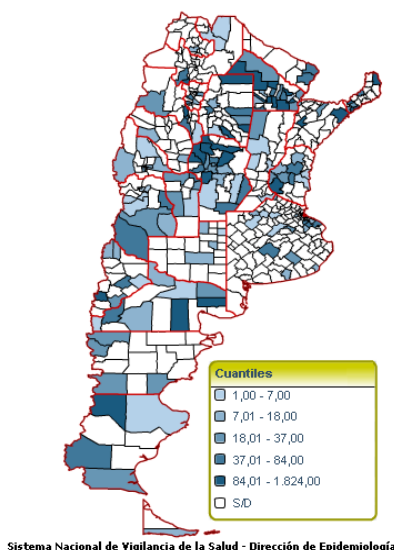 Cuantiles
1,00 - 7,00
7,01 - 18,00
18,01 - 37,00
37,01 - 84,00
84,01 - 1.824,00
S/D
Sistema Nacional de Vigilancia de la Salud - Dirección de Epidemiología